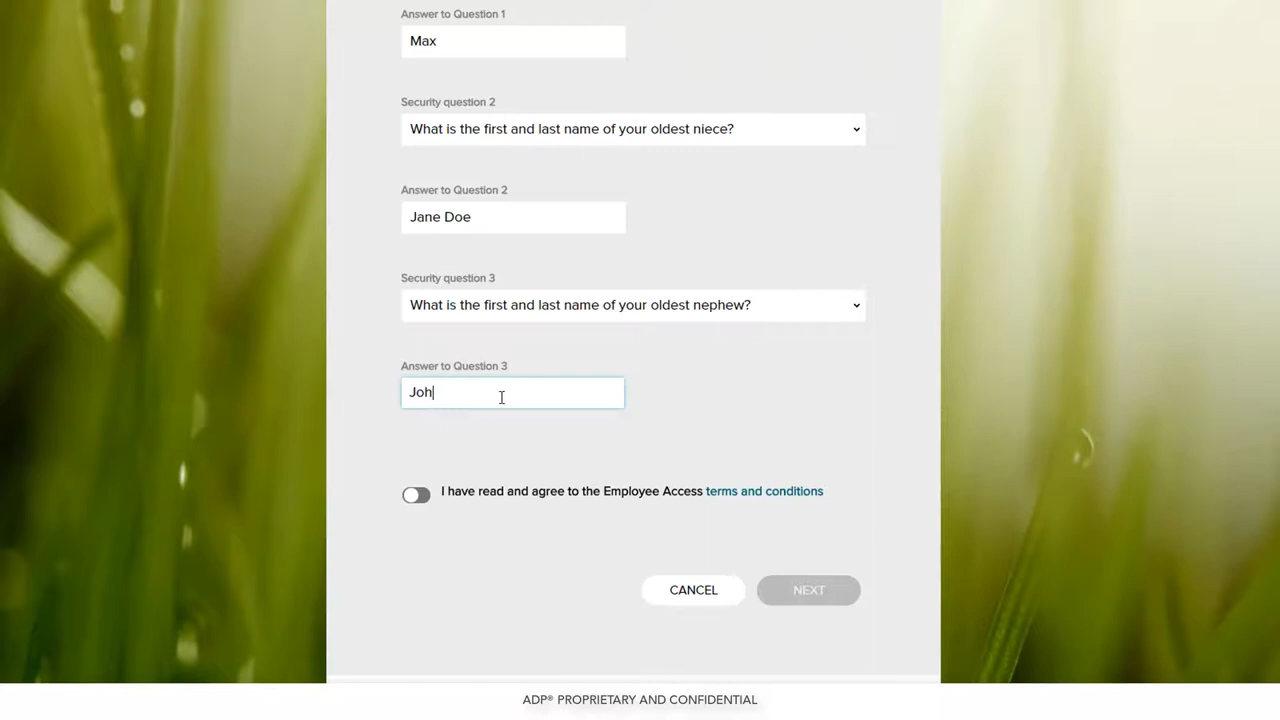 Answer to Question 1
Max
Security question 2
What is the first and last name of your oldest niece?
Answer to Question 2
Jane Doe
Security question 3
What is the first and last name of your oldest nephew?
Answer to Question 3
Joh
I have read and agree to the Employee Access terms and conditions
CANCEL NEXT
ADP® PROPRIETARY AND CONFIDENTIAL